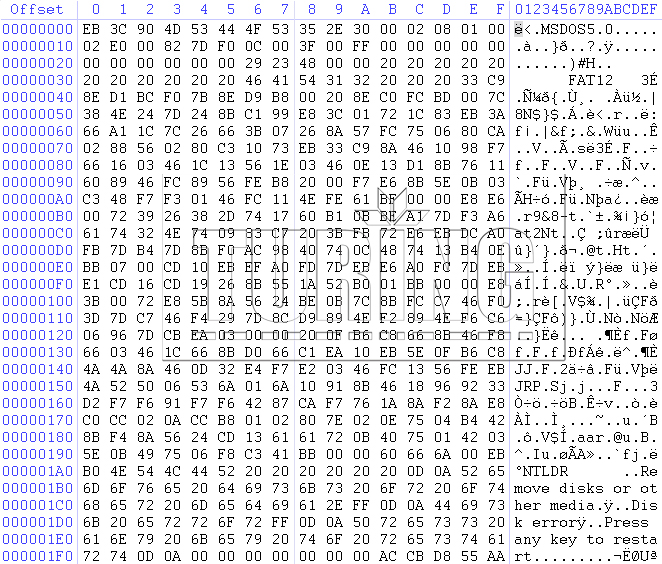 Offset 0 1 2 3 4 5 6 7 8 9 A B C D E F 0123456789ABCDEF
00000000 EB 3C 90 4D 53 44 4F 53 35 2E 30 00 02 08 01 00 ë<.MSDOS5.0.....
00000010 02 E0 00 82 7D F0 0C 00 3F 00 FF 00 00 00 00 00 .à..}ð..?.ÿ.....
00000020 00 00 00 00 00 00 29 23 48 00 00 20 20 20 20 20 ......)#H..
00000030 20 20 20 20 20 20 46 41 54 31 32 20 20 20 33 C9 FAT12 3É
00000040 8E D1 BC F0 7B 8E D9 B8 00 20 8E C0 FC BD 00 7C .Ñ¼ð{.Ù¸. .Àü½.|
00000050 38 4E 24 7D 24 8B C1 99 E8 3C 01 72 1C 83 EB 3A 8N$}$.Á.è<.r..ë:
00000060 66 A1 1C 7C 26 66 3B 07 26 8A 57 FC 75 06 80 CA f¡.|&f;.&.Wüu..Ê
00000070 02 88 56 02 80 C3 10 73 EB 33 C9 8A 46 10 98 F7 ..V..Ã.së3É.F..÷
00000080 66 16 03 46 1C 13 56 1E 03 46 0E 13 D1 8B 76 11 f..F..V..F..Ñ.v.
00000090 60 89 46 FC 89 56 FE B8 20 00 F7 E6 8B 5E 0B 03 `.Fü.Vþ¸ .÷æ.^..
000000A0 C3 48 F7 F3 01 46 FC 11 4E FE 61 BF 00 00 E8 E6 ÃH÷ó.Fü.Nþa¿..èæ
000000B0 00 72 39 26 38 2D 74 17 60 B1 0B BE A1 7D F3 A6 .r9&8-t.`±.¾¡}ó¦
000000C0 61 74 32 4E 74 09 83 C7 20 3B FB 72 E6 EB DC A0 at2Nt..Ç ;ûræëÜ
000000D0 FB 7D B4 7D 8B F0 AC 98 40 74 0C 48 74 13 B4 0E û}´}.ð¬.@t.Ht.´.
000000E0 BB 07 00 CD 10 EB EF A0 FD 7D EB E6 A0 FC 7D EB »..Í.ëï ý}ëæ ü}ë
000000F0 E1 CD 16 CD 19 26 8B 55 1A 52 B0 01 BB 00 00 E8 áÍ.Í.&.U.R°.»..è
00000100 3B 00 72 E8 5B 8A 56 24 BE 0B 7C 8B FC C7 46 F0 ;.rè[.V$¾.|.üÇFð
00000110 3D 7D C7 46 F4 29 7D 8C D9 89 4E F2 89 4E F6 C6 =}ÇFô)}.Ù.Nò.NöÆ
00000120 06 96 7D CB EA 03 00 00 20 0F B6 C8 66 8B 46 F8 ..}Ëê... .¶Èf.Fø
00000130 66 03 46 1C 66 8B D0 66 C1 EA 10 EB 5E 0F B6 C8 f.F.f.ÐfÁê.ë^.¶È
00000140 4A 4A 8A 46 0D 32 E4 F7 E2 03 46 FC 13 56 FE EB JJ.F.2ä÷â.Fü.Vþë
00000150 4A 52 50 06 53 6A 01 6A 10 91 8B 46 18 96 92 33 JRP.Sj.j...F...3
00000160 D2 F7 F6 91 F7 F6 42 87 CA F7 76 1A 8A F2 8A E8 Ò÷ö.÷öB.Ê÷v..ò.è
00000170 C0 CC 02 0A CC B8 01 02 80 7E 02 0E 75 04 B4 42 ÀÌ..Ì¸...~..u.´B
00000180 8B F4 8A 56 24 CD 13 61 61 72 0B 40 75 01 42 03 .ô.V$Í.aar.@u.B.
00000190 5E 0B 49 75 06 F8 C3 41 BB 00 00 60 66 6A 00 EB ^.Iu.øÃA»..`fj.ë
000001A0 B0 4E 54 4C 44 52 20 20 20 20 20 20 0D 0A 52 65 °NTLDR ..Re
000001B0 6D 6F 76 65 20 64 69 73 6B 73 20 6F 72 20 6F 74 move disks or ot
000001C0 68 65 72 20 6D 65 64 69 61 2E FF 0D 0A 44 69 73 her media.ÿ..Dis
000001D0 6B 20 65 72 72 6F 72 FF 0D 0A 50 72 65 73 73 20 k errorÿ..Press
000001E0 61 6E 79 20 6B 65 79 20 74 6F 20 72 65 73 74 61 any key to resta
000001F0 72 74 0D 0A 00 00 00 00 00 00 00 AC CB D8 55 AA rt.........¬ËØUª
TURING